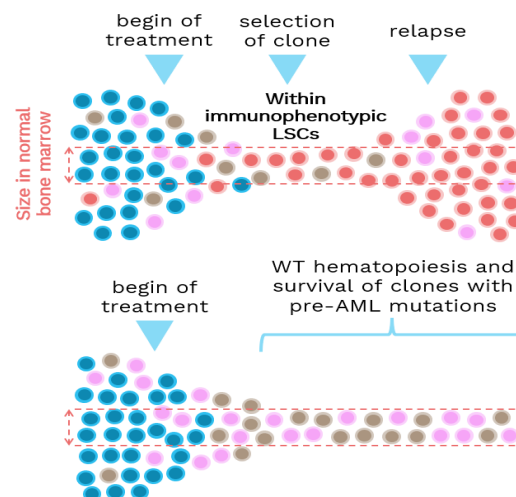 begin of
treatment
selection
of clone
relapse
Within
immunophenotypic
LSCs
Size in normal
bone marrow
begin of
treatment
WT hematopoiesis and
survival of clones with
pre-AML mutations